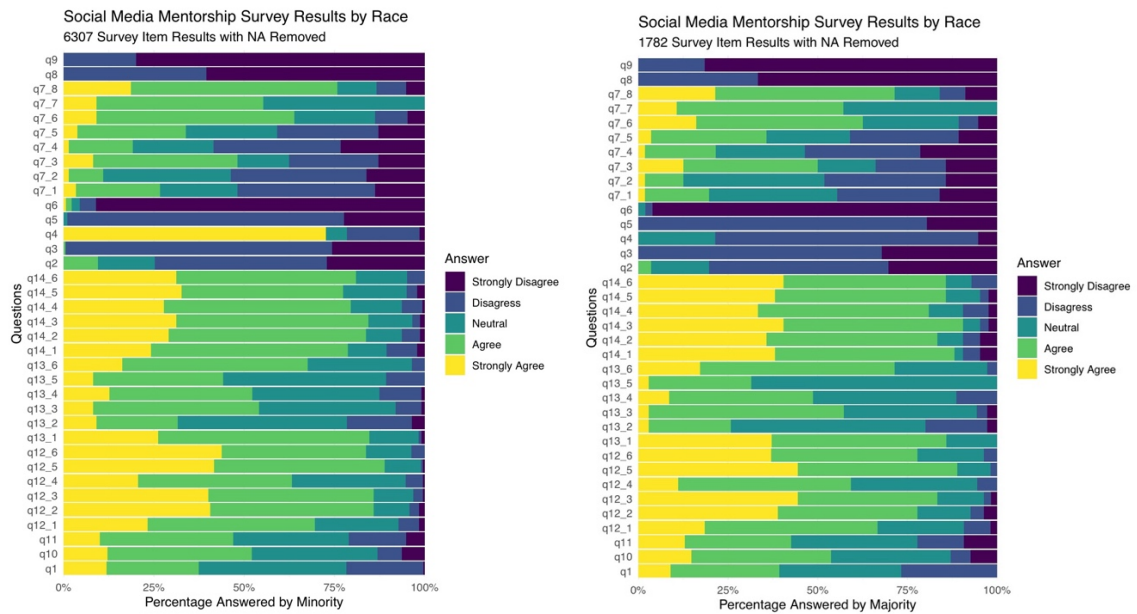 Social Media Mentorship Survey Results by Race
6307 Survey Item Results with NA Removed
Questions
q9
q8
q7_8
q7_7
q7_6
q7_5
q7_4
q7_3
q7_2
q7_1
q6
q5
q4
q3
q2
q14_6
q14_5
q14_4
q14_3
q14_2
q14_1
q13_6
q13_5
q13_4
q13_3
q13_2
q13_1
q12_6
q12_5
q12_4
q12_3
q12_2
q12_1
q11
q10
q1
0%
25%
50%
75%
100%
Percentage Answered by Minority
Answer
Strongly Disagree
Disagress
Neutral
Agree
Strongly Agree
Social Media Mentorship Survey Results by Race
1782 Survey Item Results with NA Removed
Questions
q9
q8
q7_8
q7_7
q7_6
q7_5
q7_4
q7_3
q7_2
q7_1
q6
q5
q4
q3
q2
q14_6
q14_5
q14_4
q14_3
q14_2
q14_1
q13_6
q13_5
q13_4
q13_3
q13_2
q13_1
q12_6
q12_5
q12_4
q12_3
q12_2
q12_1
q11
q10
q1
0%
25%
50%
75%
100%
Percentage Answered by Majority
Answer
Strongly Disagree
Disagress
Neutral
Agree
Strongly Agree